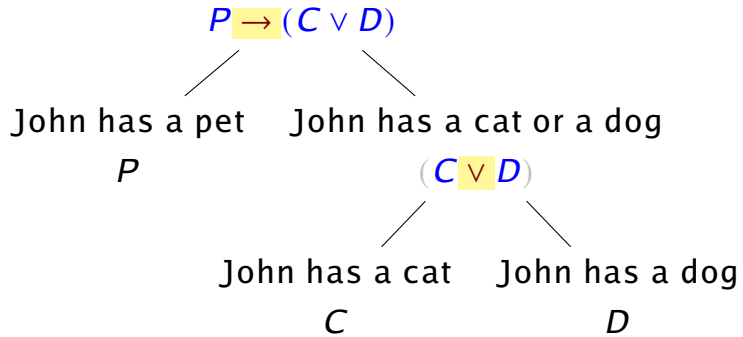 P → (C ∨ D)
John has a pet John has a cat or a dog
P (C ∨ D)
John has a cat John has a dog
C D